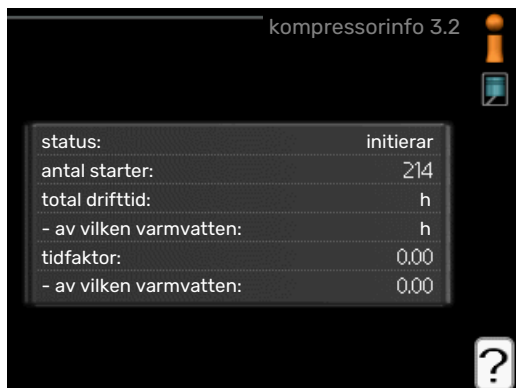 kompressorinfo 3.2
status: initierar
antal starter: 214
total drifttid: h
- av vilken varmvatten: h
tidfaktor: 0.00
- av vilken varmvatten: 0.00
?